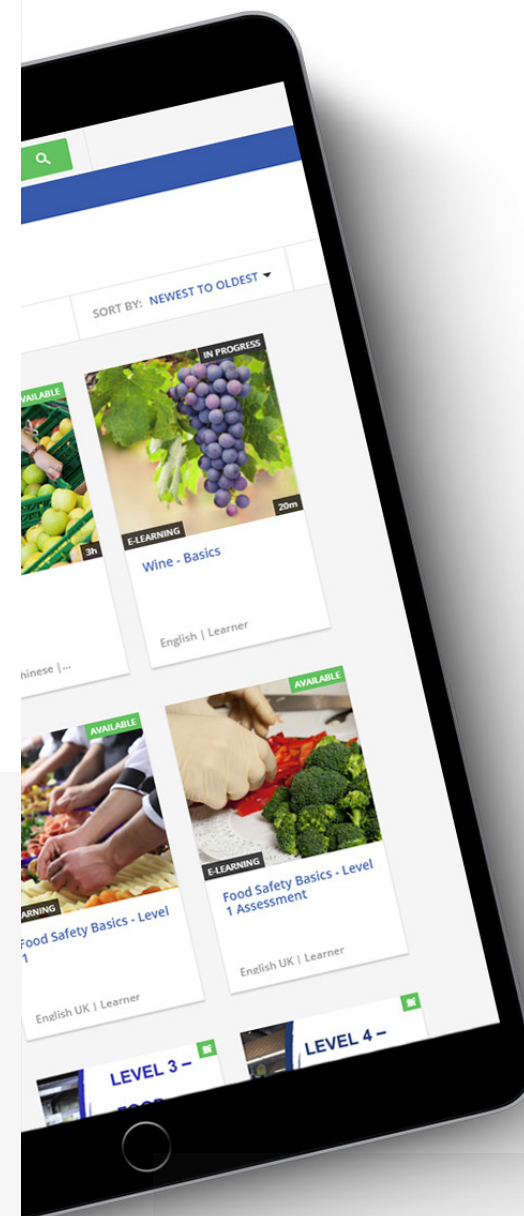 SORT BY: NEWEST TO OLDEST
AVAILABLE
3h
hinese |...
IN PROGRESS
E-LEARNING
20m
Wine - Basics
English | Learner
AVAILABLE
ARNING
Food Safety Basics - Level
1
English UK | Learner
AVAILABLE
E-LEARNING
Food Safety Basics - Level
1 Assessment
English UK | Learner
LEVEL 3 –
LEVEL 4 –